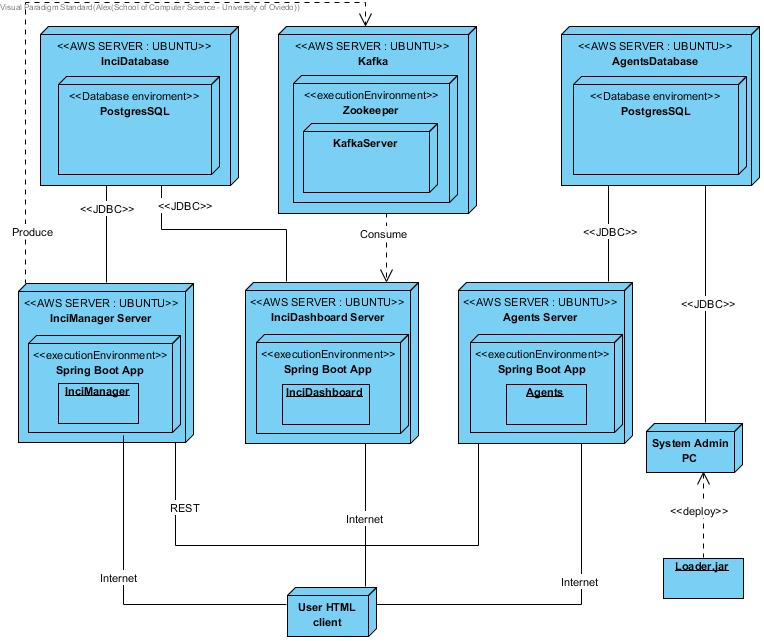 Visual Paradigm Standard(Alex(School of Computer Science - University of Oviedo))
<<AWS SERVER : UBUNTU>>
InciDatabase
<<Database enviroment>>
PostgresSQL
<<AWS SERVER : UBUNTU>>
Kafka
<<executionEnvironment>>
Zookeeper
KafkaServer
<<AWS SERVER : UBUNTU>>
AgentsDatabase
<<Database enviroment>>
PostgresSQL
<<JDBC>>
<<JDBC>>
Produce
Consume
<<JDBC>>
<<JDBC>>
<<AWS SERVER : UBUNTU>>
InciManager Server
<<executionEnvironment>>
Spring Boot App
InciManager
<<AWS SERVER : UBUNTU>>
InciDashboard Server
<<executionEnvironment>>
Spring Boot App
InciDashboard
<<AWS SERVER : UBUNTU>>
Agents Server
<<executionEnvironment>>
Spring Boot App
Agents
System Admin
PC
<<deploy>>
Loader.jar
REST
Internet
Internet
Internet
User HTML
client